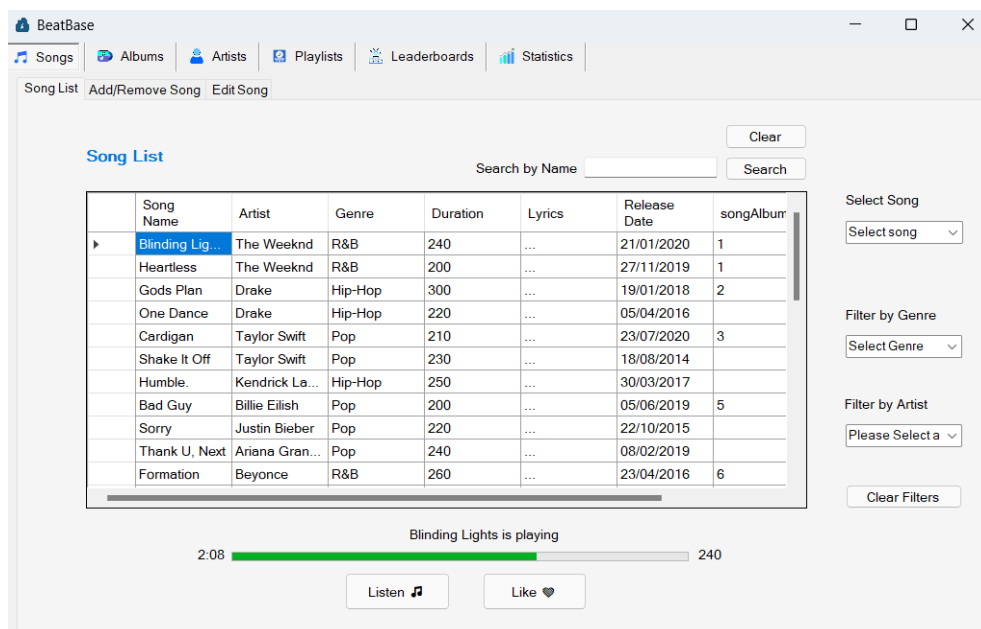 BeatBase
Songs Albums Artists Playlists Leaderboards Statistics
Song List Add/Remove Song Edit Song
Clear
Song List
Search by Name Search
Song Name Artist Genre Duration Lyrics Release Date songAlbum
Blinding Lig... The Weeknd R&B 240 ... 21/01/2020 1
Heartless The Weeknd R&B 200 ... 27/11/2019 1
Gods Plan Drake Hip-Hop 300 ... 19/01/2018 2
One Dance Drake Hip-Hop 220 ... 05/04/2016
Cardigan Taylor Swift Pop 210 ... 23/07/2020 3
Shake It Off Taylor Swift Pop 230 ... 18/08/2014
Humble. Kendrick La... Hip-Hop 250 ... 30/03/2017
Bad Guy Billie Eilish Pop 200 ... 05/06/2019 5
Sorry Justin Bieber Pop 220 ... 22/10/2015
Thank U, Next Ariana Gran... Pop 240 ... 08/02/2019
Formation Beyonce R&B 260 ... 23/04/2016 6
Select Song
Select song
Filter by Genre
Select Genre
Filter by Artist
Please Select a
Clear Filters
Blinding Lights is playing
2:08 240
Listen Like